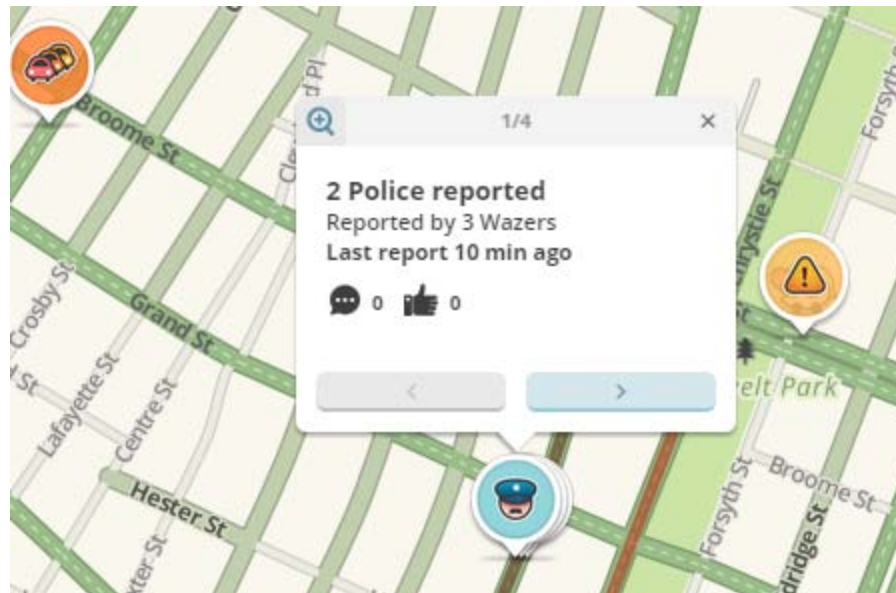 Broome St
1/4
2 Police reported
Reported by 3 Wazers
Last report 10 min ago
0
0
Crosby St
Grand St
Lafayette St
Centre St
Hester St
Forsyth St
Broome St
St
Park